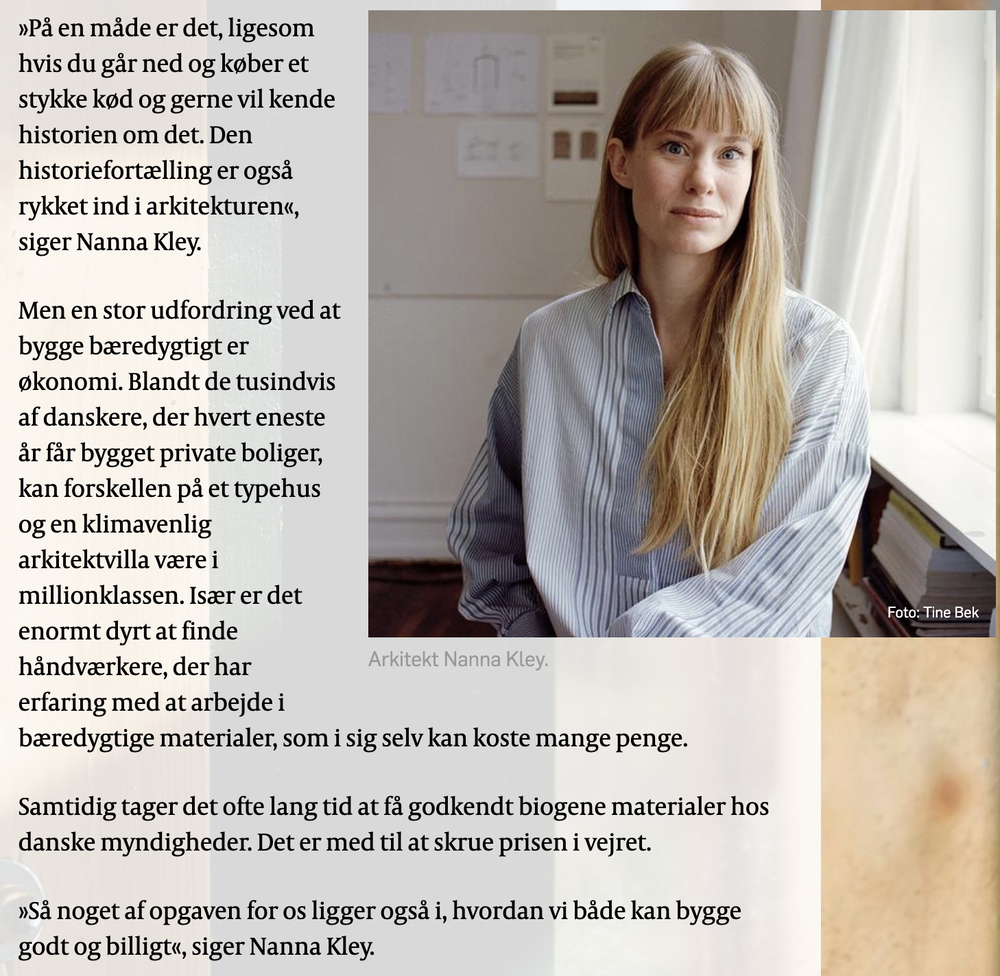 »På en måde er det, ligesom
hvis du går ned og køber et
stykke kød og gerne vil kende
historien om det. Den
historiefortælling er også
rykket ind i arkitekturen«,
siger Nanna Kley.
Men en stor udfordring ved at
bygge bæredygtigt er
økonomi. Blandt de tusindvis
af danskere, der hvert eneste
år får bygget private boliger,
kan forskellen på et typehus
og en klimavenlig
arkitektvilla være i
millionklassen. Især er det
enormt dyrt at finde
håndværkere, der har
erfaring med at arbejde i
bæredygtige materialer, som i sig selv kan koste mange penge.
Samtidig tager det ofte lang tid at få godkendt biogene materialer hos
danske myndigheder. Det er med til at skrue prisen i vejret.
»Så noget af opgaven for os ligger også i, hvordan vi både kan bygge
godt og billigt«, siger Nanna Kley.
Foto: Tine Bek
Arkitekt Nanna Kley.